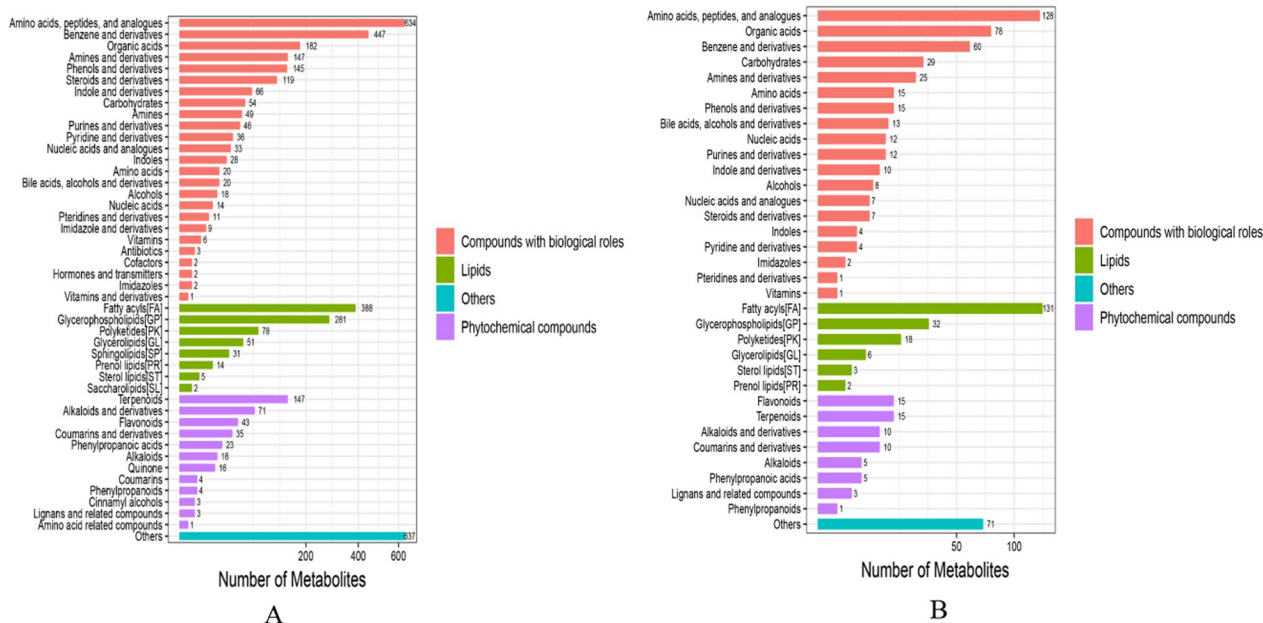 Amino acids, peptides, and analogues 634
Benzene and derivatives 447
Organic acids 182
Amines and derivatives 147
Phenols and derivatives 145
Steroids and derivatives 119
Indole and derivatives 66
Carbohydrates 54
Amines 49
Purines and derivatives 46
Pyridine and derivatives 36
Nucleic acids and analogues 33
Indoles 28
Amino acids 20
Bile acids, alcohols and derivatives 20
Alcohols 18
Nucleic acids 14
Pteridines and derivatives 11
Imidazole and derivatives 9
Vitamins 6
Antibiotics 3
Cofactors 2
Hormones and transmitters 2
Imidazoles 2
Vitamins and derivatives 1
Fatty acyls[FA] 388
Glycerophospholipids[GP] 281
Polyketides[PK] 78
Glycerolipids[GL] 51
Sphingolipids[SP] 31
Prenol lipids[PR] 14
Sterol lipids[ST] 5
Saccharolipids[SL] 2
Terpenoids 147
Alkaloids and derivatives 71
Flavonoids 43
Coumarins and derivatives 35
Phenylpropanoic acids 23
Alkaloids 18
Quinone 16
Coumarins 4
Phenylpropanoids 4
Cinnamyl alcohols 3
Lignans and related compounds 3
Amino acid related compounds 1
Others 637
200 400 600
Number of Metabolites
A
Compounds with biological roles
Lipids
Others
Phytochemical compounds
Amino acids, peptides, and analogues 128
Organic acids 78
Benzene and derivatives 60
Carbohydrates 29
Amines and derivatives 25
Amino acids 15
Phenols and derivatives 15
Bile acids, alcohols and derivatives 13
Nucleic acids 12
Purines and derivatives 12
Indole and derivatives 10
Alcohols 8
Nucleic acids and analogues 7
Steroids and derivatives 7
Indoles 4
Pyridine and derivatives 4
Imidazoles 2
Pteridines and derivatives 1
Vitamins 1
Fatty acyls[FA] 131
Glycerophospholipids[GP] 32
Polyketides[PK] 18
Glycerolipids[GL] 6
Sterol lipids[ST] 3
Prenol lipids[PR] 2
Flavonoids 15
Terpenoids 15
Alkaloids and derivatives 10
Coumarins and derivatives 10
Alkaloids 5
Phenylpropanoic acids 5
Lignans and related compounds 3
Phenylpropanoids 1
Others 71
50 100
Number of Metabolites
B
Compounds with biological roles
Lipids
Others
Phytochemical compounds